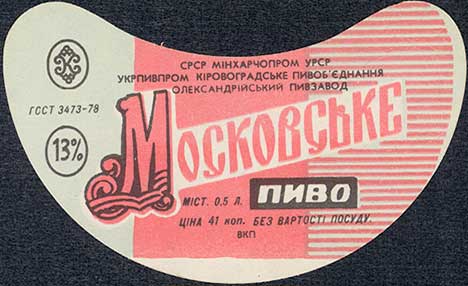 СРСР МІНХАРЧОПРОМ УРСР
УКРПИВПРОМ КІРОВОГРАДСЬКЕ ПИВОБ'ЄДНАННЯ
ОЛЕКСАНДРІЙСЬКИЙ ПИВЗАВОД
ГОСТ 3473-78
13%
МОСКОВСЬКЕ
ПИВО
МІСТ. 0,5 Л.
ЦІНА 41 коп. БЕЗ ВАРТОСТІ ПОСУДУ.
ВКП